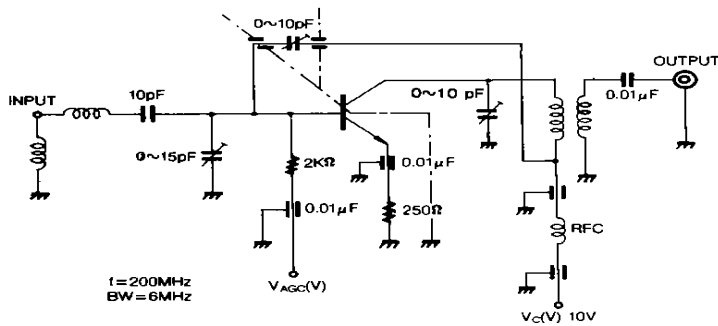 0~10pF
OUTPUT
10pF
0~10 pF
INPUT
0.01μF
0~15pF
2KΩ
0.01μF
0.01μF
250Ω
RFC
f=200MHz
BW=6MHz
VAGC(V)
VC(V) 10V